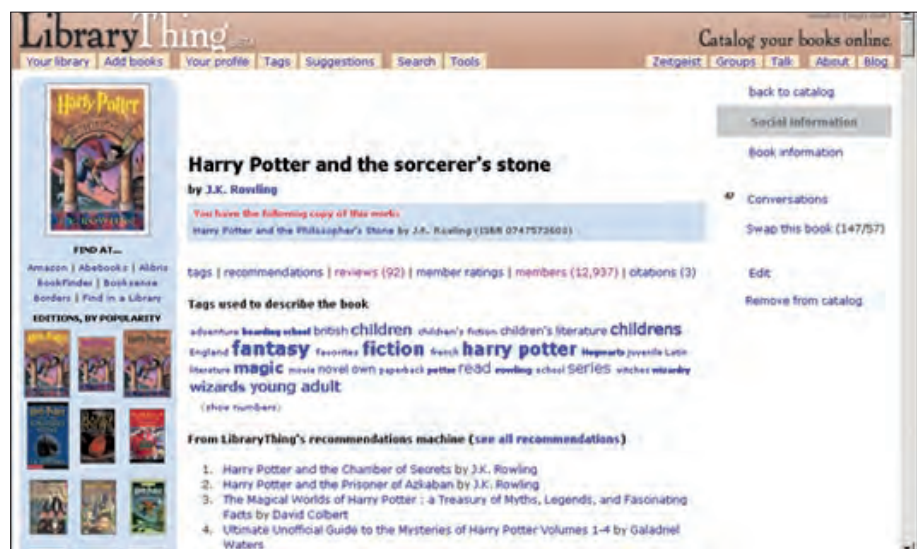 LibraryThing
Catalog your books online.
Your library Add books Your profile Tags Suggestions Search Tools Zeitgeist Groups Talk About Blog
Harry Potter
back to catalog
Social information
Book information
Conversations
Swap this book (147/57)
Edit
Remove from catalog
FIND AT...
Amazon | Abebooks | Alibris
BookFinder | Booksense
Borders | Find in a Library
EDITIONS, BY POPULARITY
Harry Potter and the sorcerer's stone
by J.K. Rowling
You have the following copy of this work:
Harry Potter and the Philosopher's Stone by J.K. Rowling (ISBN 0747573603)
tags | recommendations | reviews (92) | member ratings | members (12,937) | citations (3)
Tags used to describe the book
adventure boarding school british children children's fiction children's literature childrens
England fantasy favorites fiction french harry potter Hogwarts juvenile Latin
literature magic movie novel own paperback potter read rowling school series witches wizardry
wizards young adult
(show numbers)
From LibraryThing's recommendations machine (see all recommendations)
1. Harry Potter and the Chamber of Secrets by J.K. Rowling
2. Harry Potter and the Prisoner of Azkaban by J.K. Rowling
3. The Magical Worlds of Harry Potter : a Treasury of Myths, Legends, and Fascinating
Facts by David Colbert
4. Ultimate Unofficial Guide to the Mysteries of Harry Potter Volumes 1-4 by Galadriel
Waters